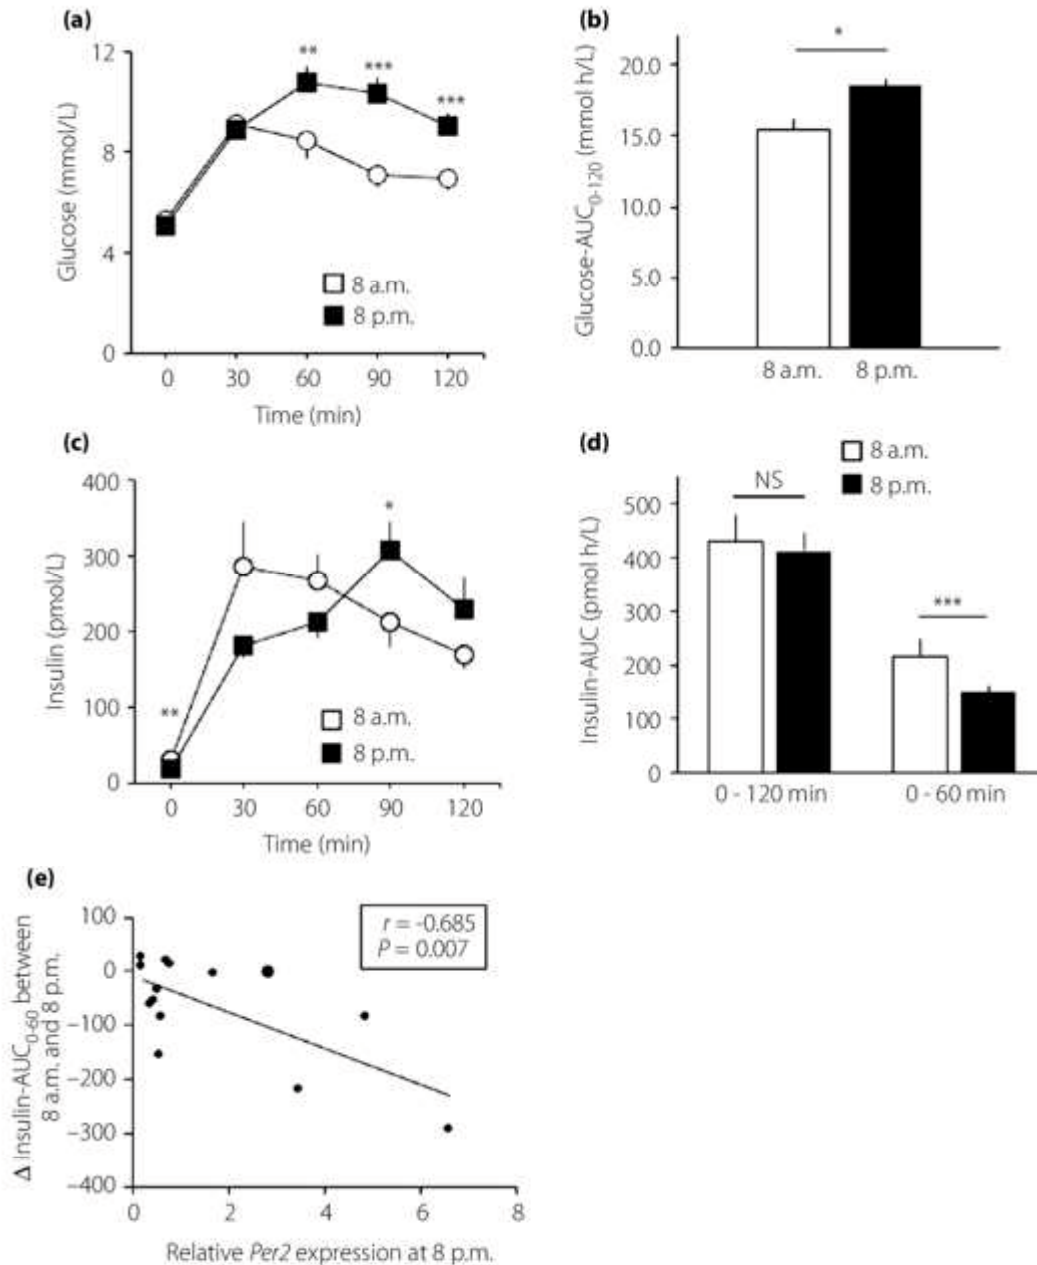 (a)
Glucose (mmol/L)
12
8
4
0
**
***
***
8 a.m.
8 p.m.
0 30 60 90 120
Time (min)
(b)
Glucose-AUC0-120 (mmol h/L)
20.0
15.0
10.0
5.0
0.0
*
8 a.m. 8 p.m.
(c)
Insulin (pmol/L)
400
300
200
100
0
**
*
8 a.m.
8 p.m.
0 30 60 90 120
Time (min)
(d)
8 a.m.
8 p.m.
Insulin-AUC (pmol h/L)
500
400
300
200
100
0
NS
***
0 - 120 min 0 - 60 min
(e)
Δ Insulin-AUC0-60 between
8 a.m. and 8 p.m.
100
0
−100
−200
−300
−400
r = -0.685
P = 0.007
0 2 4 6 8
Relative Per2 expression at 8 p.m.